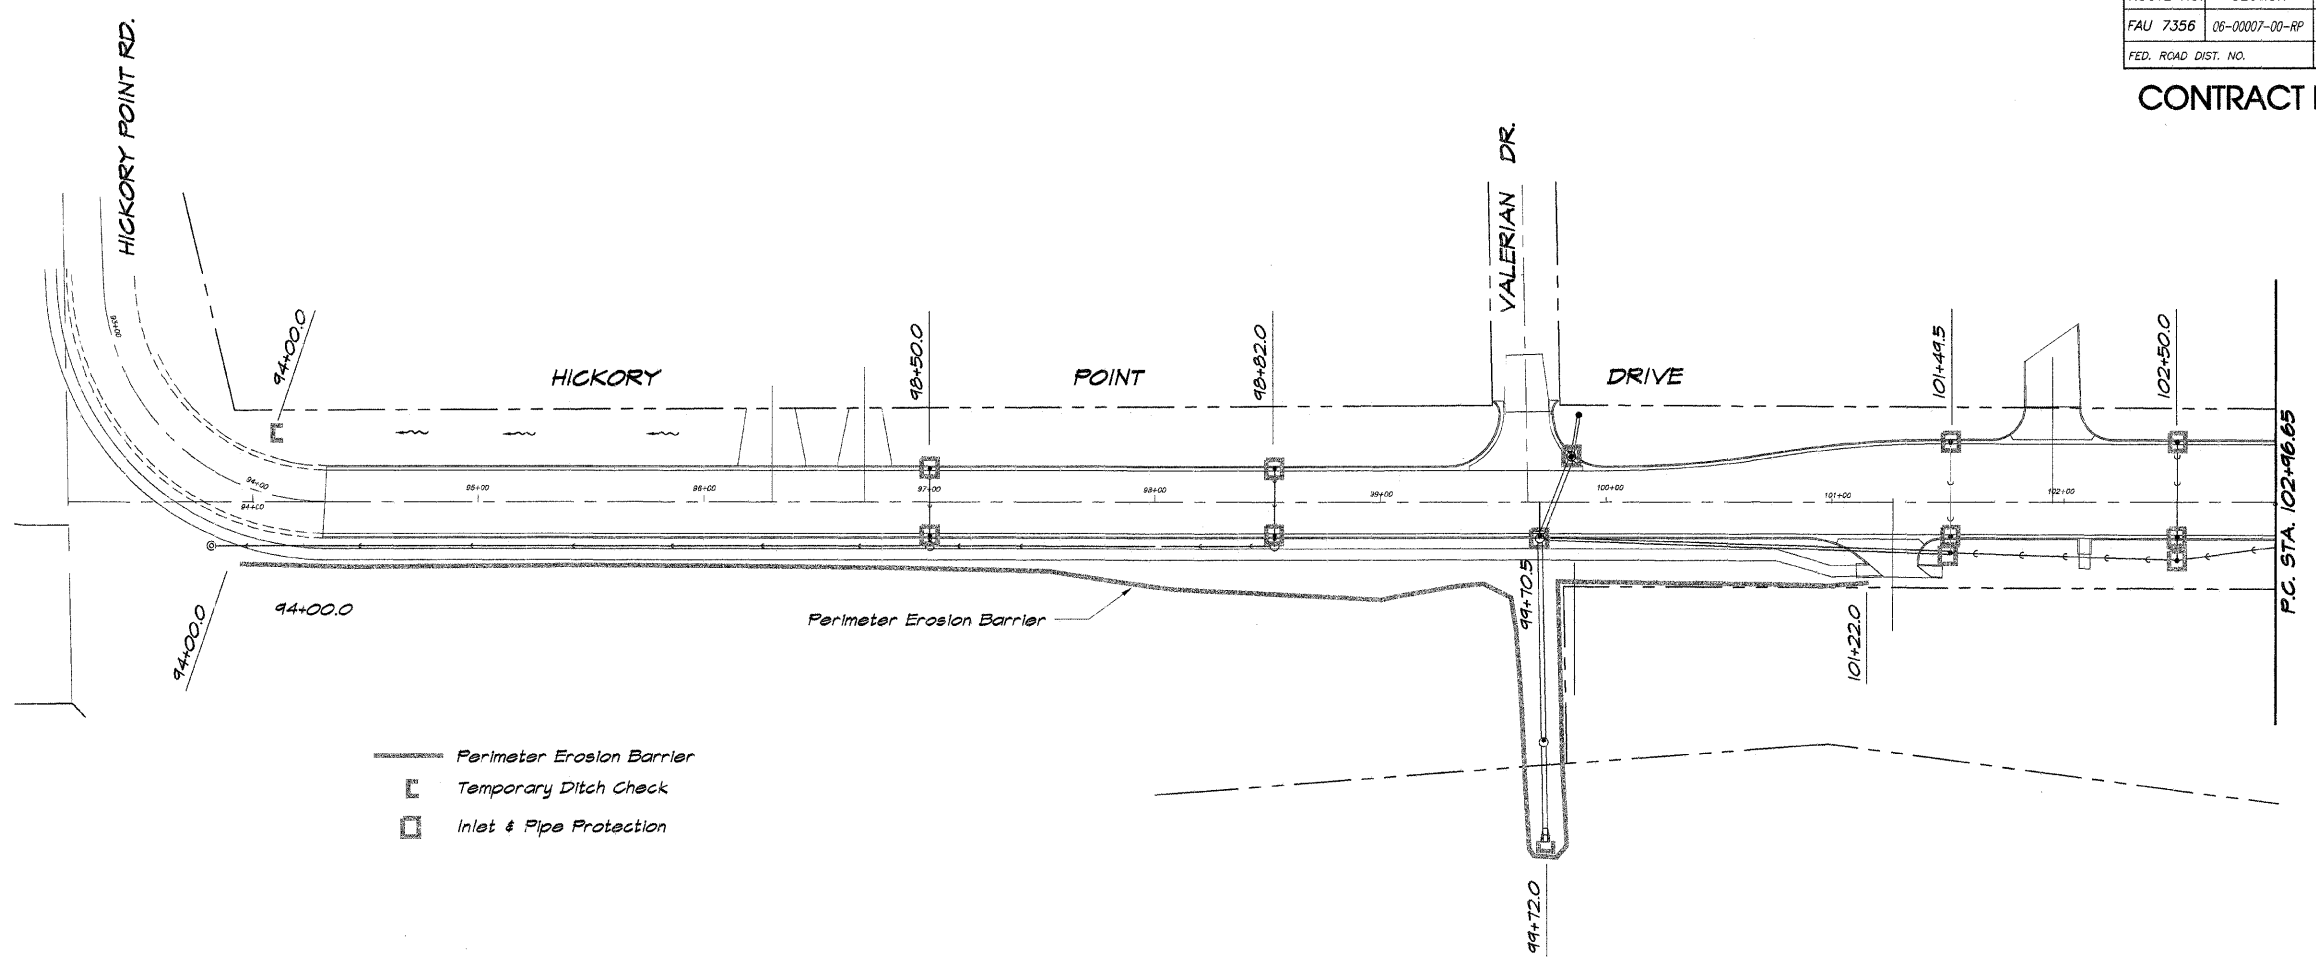 FAU 7356 06-00007-00-RP
FED. ROAD DIST. NO.
CONTRACT
HICKORY POINT RD.
VALERIAN DR.
HICKORY POINT DRIVE
93+00
94+00.0
98+50.0
98+82.0
101+49.5
102+50.0
P.C. STA. 102+96.65
94+00
94+00
95+00
96+00
97+00
98+00
99+00
100+00
101+00
102+00
94+00.0
94+00.0
Perimeter Erosion Barrier
99+70.5
101+22.0
99+72.0
Perimeter Erosion Barrier
Temporary Ditch Check
Inlet & Pipe Protection